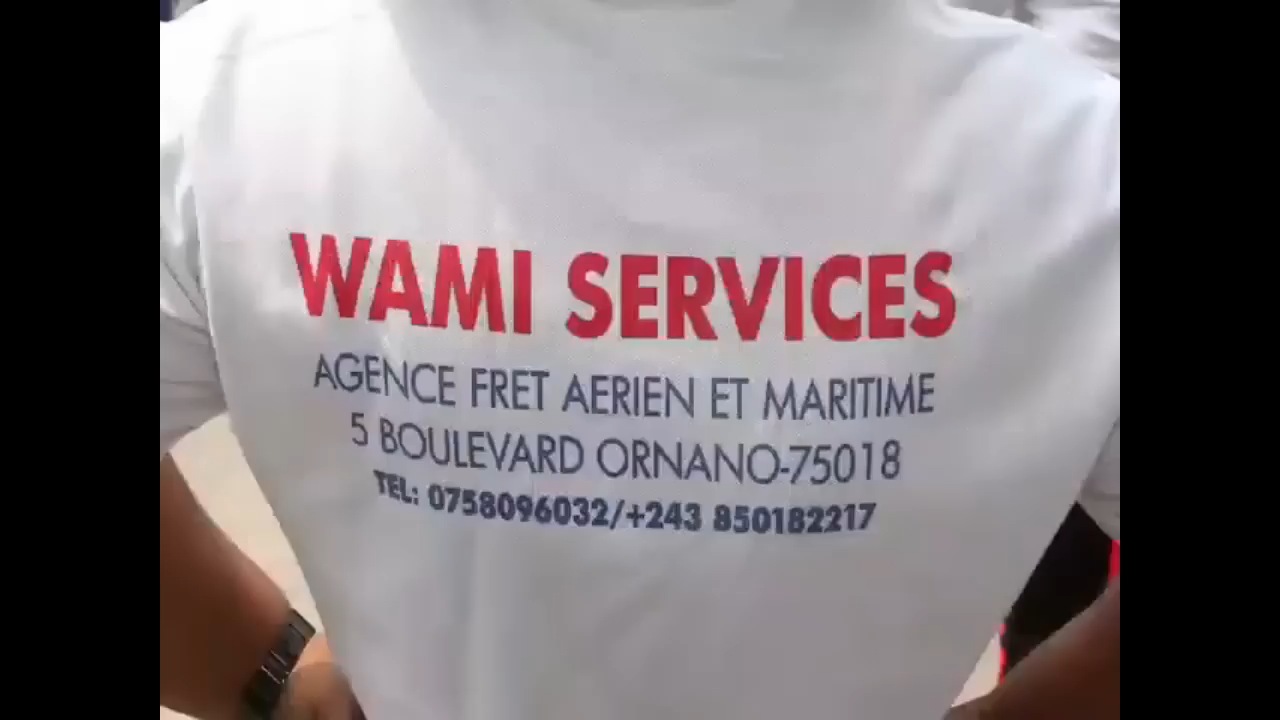 WAMI SERVICES
AGENCE FRET AERIEN ET MARITIME
5 BOULEVARD ORNANO-75018
TEL: 0758096032/+243 850182217